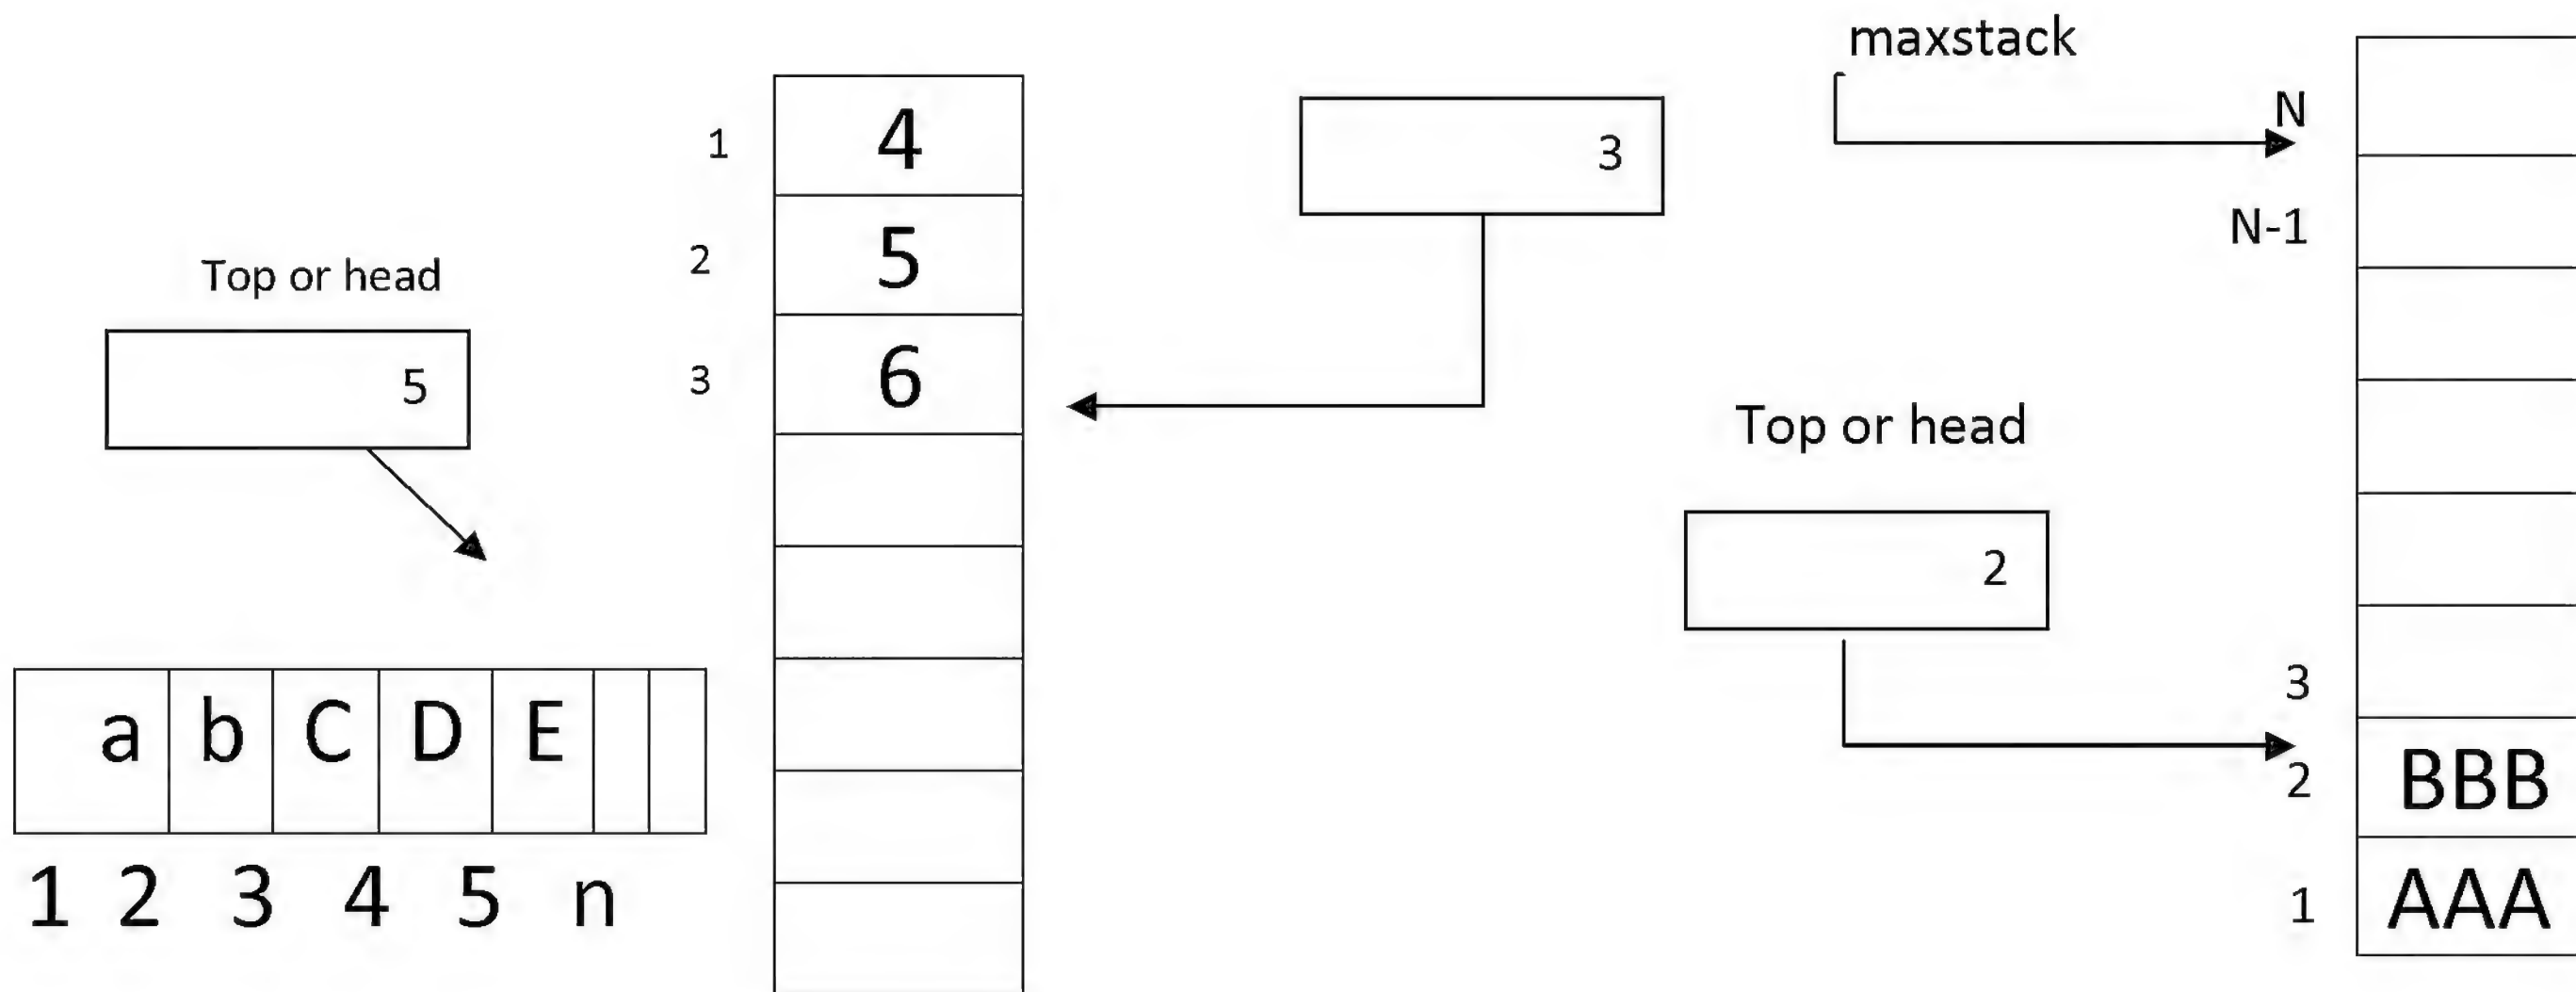 Top or head
5
a b C D E
1 2 3 4 5 n
1 4
2 5
3 6
3
maxstack
N
N-1
Top or head
2
3
2 BBB
1 AAA